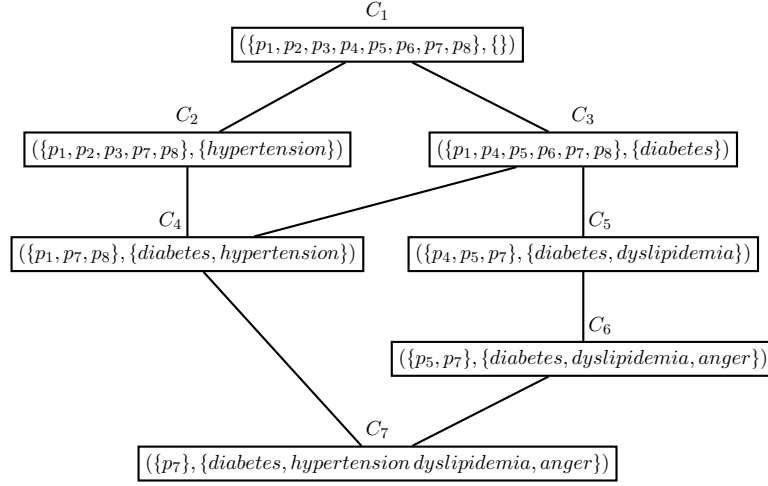 C₁
({p₁, p₂, p₃, p₄, p₅, p₆, p₇, p₈}, {})
C₂ C₃
({p₁, p₂, p₃, p₇, p₈}, {hypertension}) ({p₁, p₄, p₅, p₆, p₇, p₈}, {diabetes})
C₄ C₅
({p₁, p₇, p₈}, {diabetes, hypertension}) ({p₄, p₅, p₇}, {diabetes, dyslipidemia})
C₆
({p₅, p₇}, {diabetes, dyslipidemia, anger})
C₇
({p₇}, {diabetes, hypertension dyslipidemia, anger})